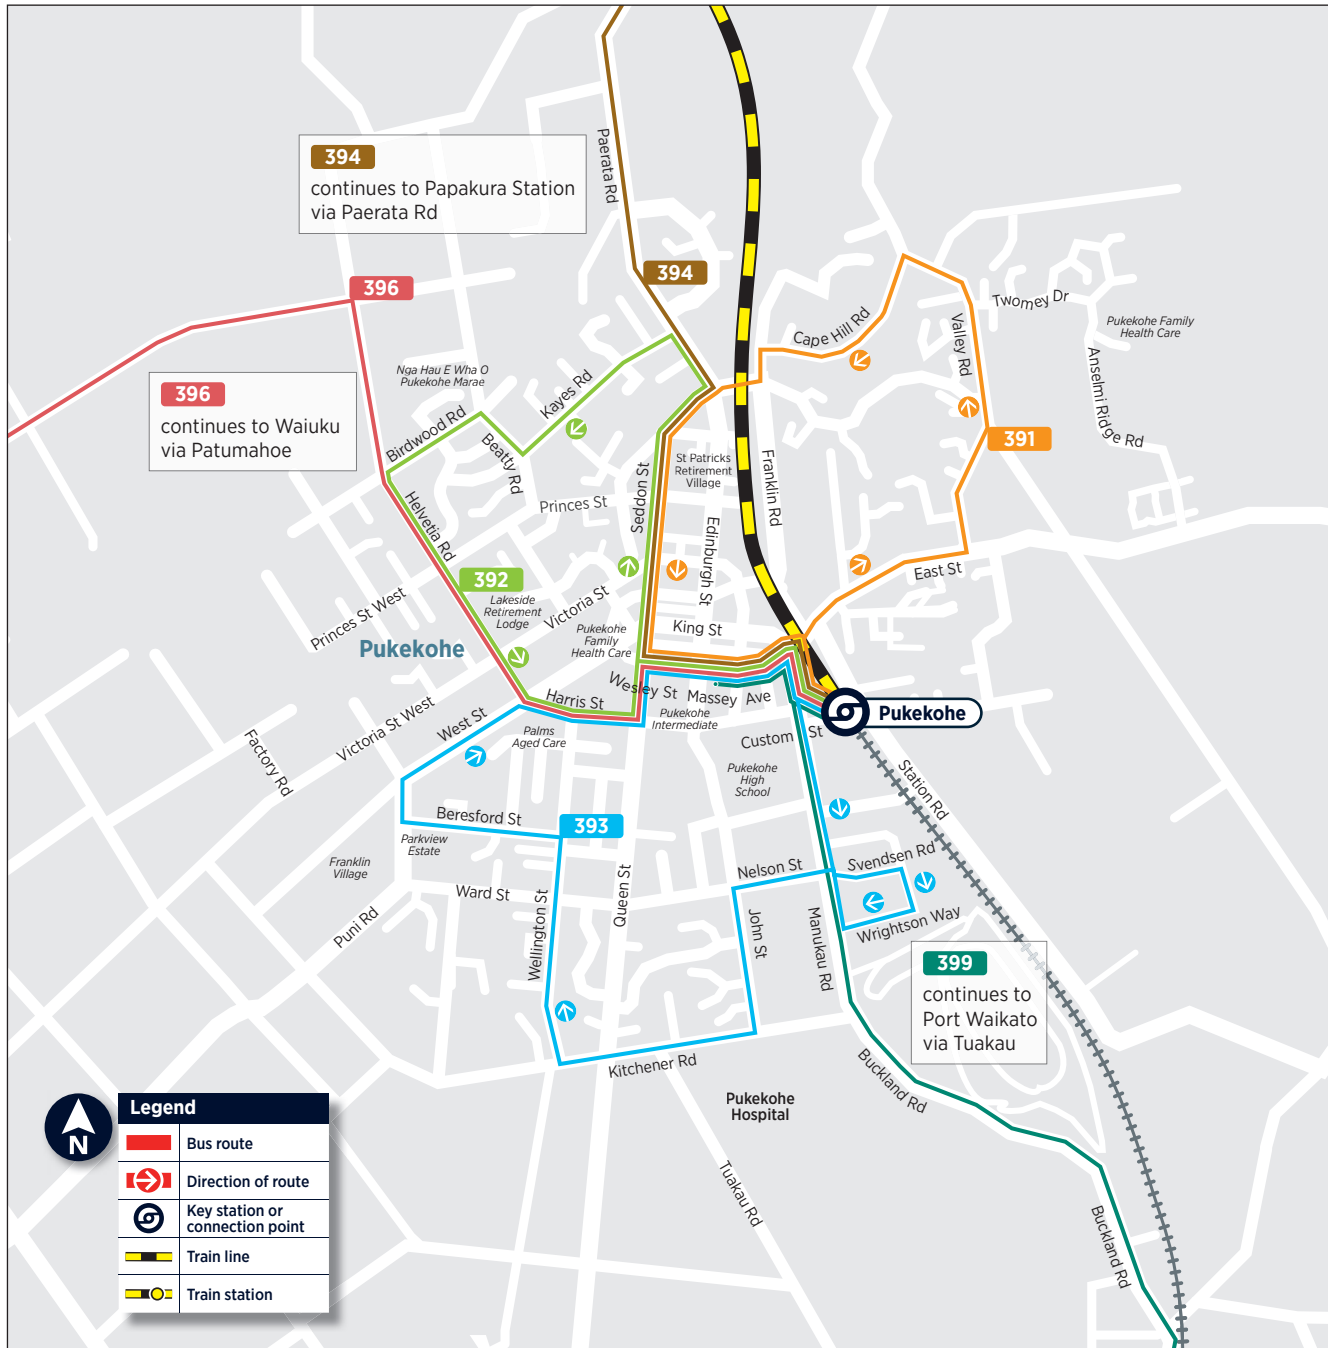 Paerata Rd
394
continues to Papakura Station
via Paerata Rd
394
396
Twomey Dr
Pukekohe Family
Health Care
Cape Hill Rd
Valley Rd
Anselmi Ridge Rd
Nga Hau E Wha O
Pukekohe Marae
396
continues to Waiuku
via Patumahoe
Kayes Rd
Birdwood Rd
Beatty Rd
391
St Patricks
Retirement
Village
Franklin Rd
Seddon St
Princes St
Helvetia Rd
Edinburgh St
East St
392
Lakeside
Retirement
Lodge
Victoria St
Princes St West
King St
Pukekohe
Family
Health Care
Pukekohe
Wesley St
Massey Ave
Harris St
Pukekohe
Intermediate
Pukekohe
Victoria St West
West St
Palms
Aged Care
Custom St
Factory Rd
Pukekohe
High
School
Station Rd
Beresford St
393
Parkview
Estate
Franklin
Village
Svendsen Rd
Nelson St
Ward St
Queen St
Puni Rd
Wellington St
John St
Manukau Rd
Wrightson Way
399
continues to
Port Waikato
via Tuakau
Kitchener Rd
Buckland Rd
Pukekohe
Hospital
Tuakau Rd
Buckland Rd
N
Legend
Bus route
Direction of route
Key station or
connection point
Train line
Train station